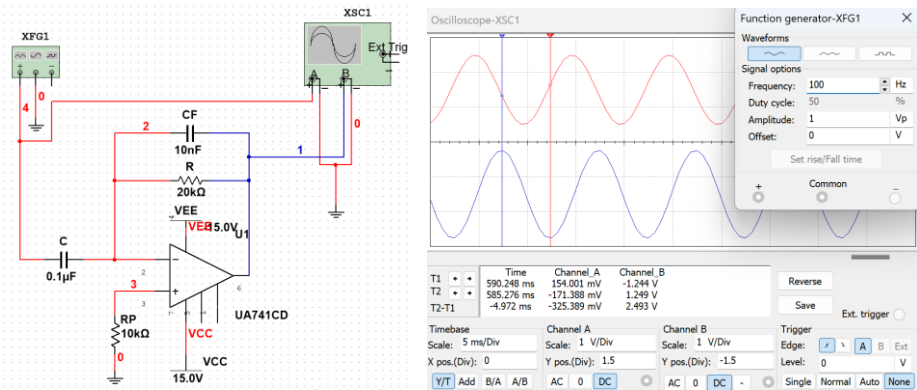 XFG1
4
0
XSC1
Ext Trig
A
B
0
2
CF
10nF
1
R
20kΩ
VEE
VEE
-15.0V
U1
C
0.1µF
2
6
3
3
UA741CD
RP
10kΩ
0
VCC
VCC
15.0V
Oscilloscope-XSC1
Function generator-XFG1
Waveforms
Signal options
Frequency: 100 Hz
Duty cycle: 50 %
Amplitude: 1 Vp
Offset: 0 V
Set rise/Fall time
+ Common −
Time Channel_A Channel_B
T1 590.248 ms 154.001 mV -1.244 V
T2 585.276 ms -171.388 mV 1.249 V
T2-T1 -4.972 ms -325.389 mV 2.493 V
Reverse
Save
Ext. trigger
Timebase
Scale: 5 ms/Div
X pos.(Div): 0
Y/T Add B/A A/B
Channel A
Scale: 1 V/Div
Y pos.(Div): 1.5
AC 0 DC
Channel B
Scale: 1 V/Div
Y pos.(Div): -1.5
AC 0 DC -
Trigger
Edge: A B Ext
Level: 0 V
Single Normal Auto None